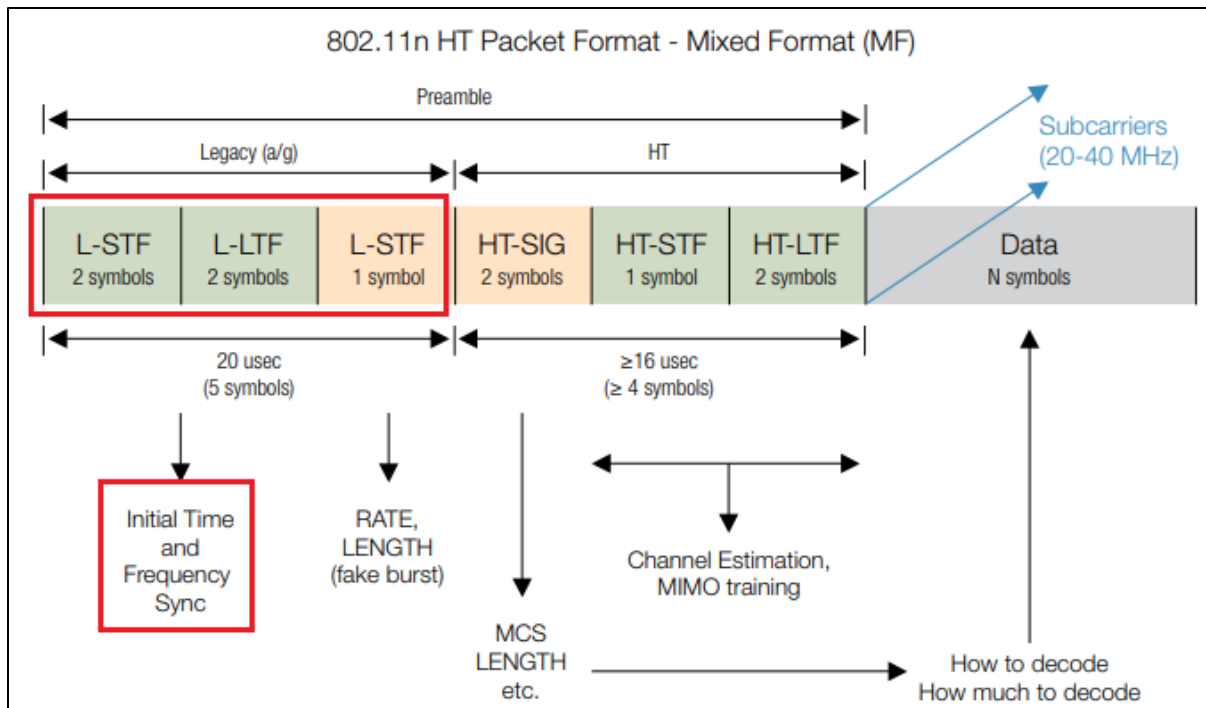 802.11n HT Packet Format - Mixed Format (MF)
Preamble
Subcarriers
(20-40 MHz)
Legacy (a/g)
HT
L-STF
2 symbols
L-LTF
2 symbols
L-STF
1 symbol
HT-SIG
2 symbols
HT-STF
1 symbol
HT-LTF
2 symbols
Data
N symbols
20 usec
(5 symbols)
≥16 usec
(≥ 4 symbols)
Initial Time
and
Frequency
Sync
RATE,
LENGTH
(fake burst)
Channel Estimation,
MIMO training
MCS
LENGTH
etc.
How to decode
How much to decode